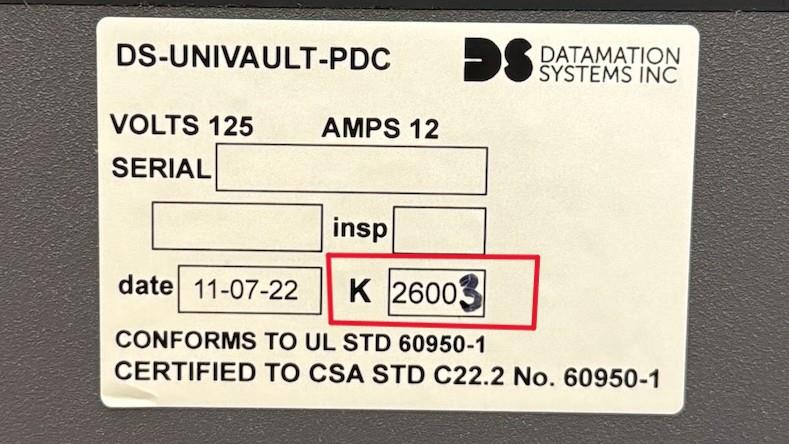 DS-UNIVAULT-PDC
DS DATAMATION
SYSTEMS INC
VOLTS 125 AMPS 12
SERIAL
insp
date 11-07-22 K 26003
CONFORMS TO UL STD 60950-1
CERTIFIED TO CSA STD C22.2 No. 60950-1